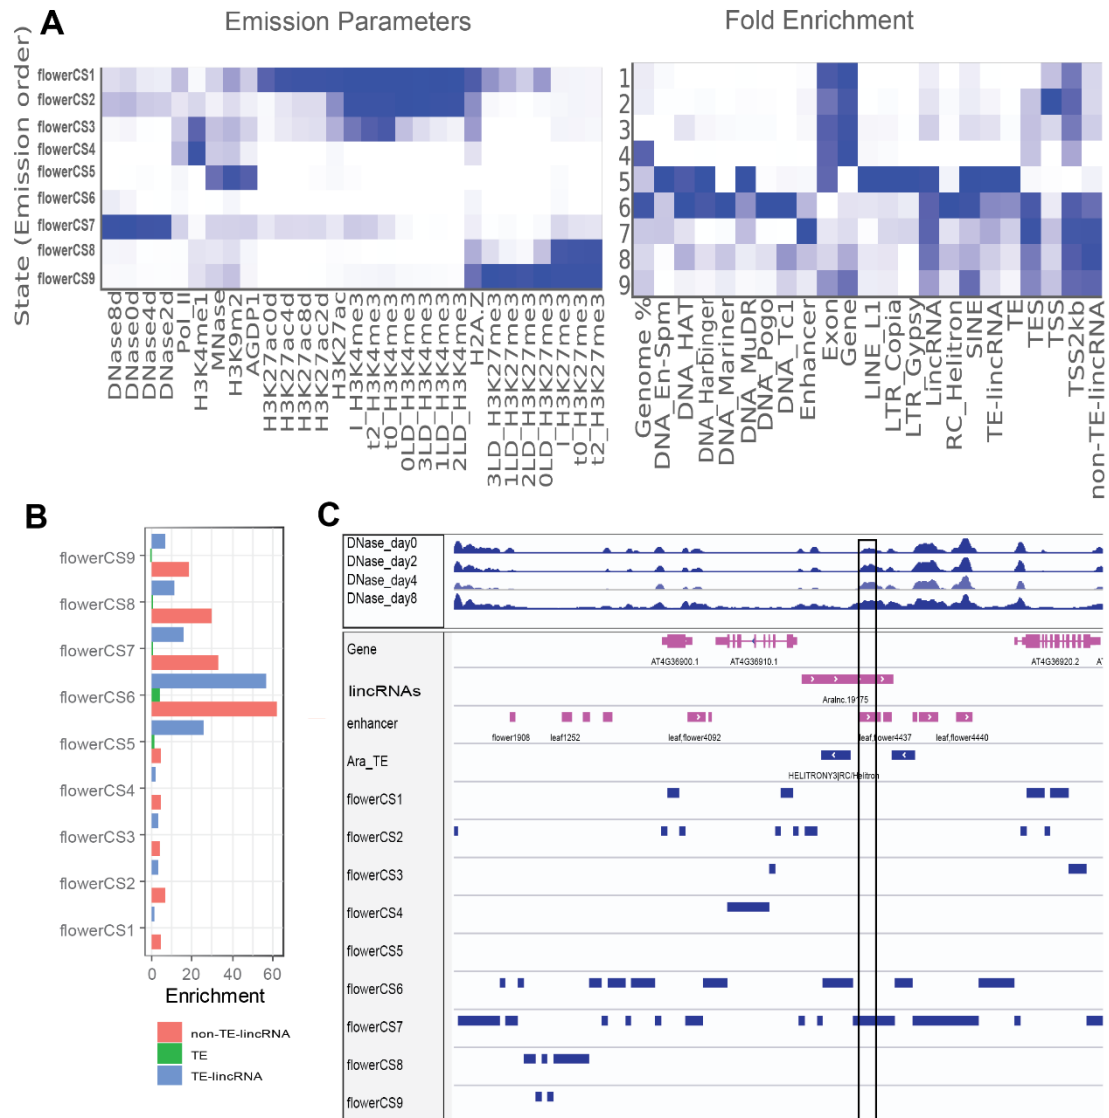 A
Emission Parameters
Fold Enrichment
State (Emission order)
flowerCS1
flowerCS2
flowerCS3
flowerCS4
flowerCS5
flowerCS6
flowerCS7
flowerCS8
flowerCS9
1
2
3
4
5
6
7
8
9
DNase8d
DNase0d
DNase4d
DNase2d
Pol_II
H3K4me1
MNase
H3K9m2
AGDP1
H3K27ac0d
H3K27ac4d
H3K27ac8d
H3K27ac2d
H3K27ac
I_H3K4me3
t2_H3K4me3
t0_H3K4me3
0LD_H3K4me3
3LD_H3K4me3
1LD_H3K4me3
2LD_H3K4me3
H2A.Z
3LD_H3K27me3
1LD_H3K27me3
2LD_H3K27me3
0LD_H3K27me3
I_H3K27me3
t0_H3K27me3
t2_H3K27me3
Genome %
DNA_En-Spm
DNA_HAT
DNA_Harbinger
DNA_Mariner
DNA_MuDR
DNA_Pogo
DNA_Tc1
Enhancer
Exon
Gene
LINE_L1
LTR_Copia
LTR_Gypsy
LincRNA
RC_Helitron
SINE
TE-lincRNA
TE
TES
TSS
TSS2kb
non-TE-lincRNA
B
flowerCS9
flowerCS8
flowerCS7
flowerCS6
flowerCS5
flowerCS4
flowerCS3
flowerCS2
flowerCS1
0 20 40 60
Enrichment
non-TE-lincRNA
TE
TE-lincRNA
C
DNase_day0
DNase_day2
DNase_day4
DNase_day8
Gene
AT4G36900.1 AT4G36910.1 AT4G36920.2 AT
lincRNAs
Aralnc.19175
enhancer
flower1908 leaf1252 leaf,flower4092 leaf,flower4437 leaf,flower4440
Ara_TE
HELITRONY3|RC/Helitron
flowerCS1
flowerCS2
flowerCS3
flowerCS4
flowerCS5
flowerCS6
flowerCS7
flowerCS8
flowerCS9